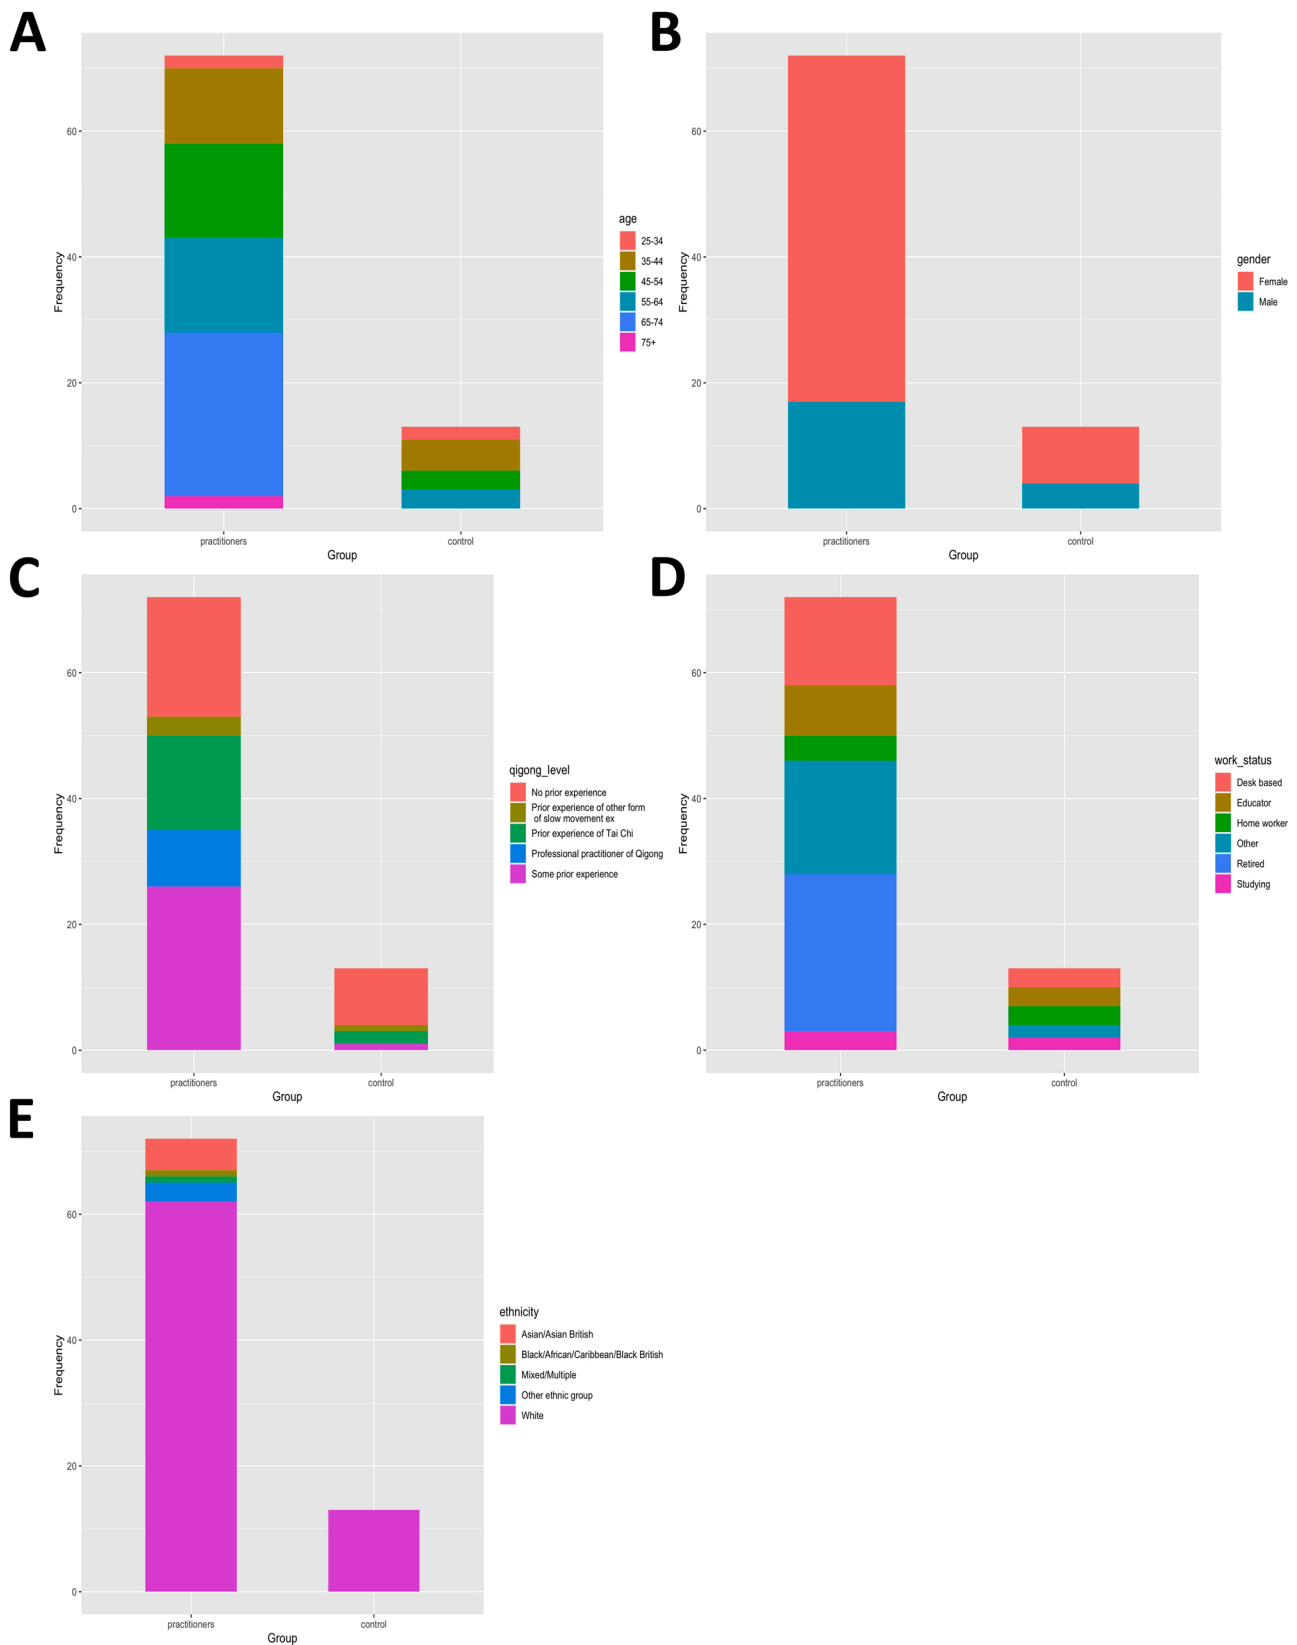 A
Frequency
60
40
20
0
practitioners
control
Group
age
25-34
35-44
45-54
55-64
65-74
75+
B
Frequency
60
40
20
0
practitioners
control
Group
gender
Female
Male
C
Frequency
60
40
20
0
practitioners
control
Group
qigong_level
No prior experience
Prior experience of other form
of slow movement ex
Prior experience of Tai Chi
Professional practitioner of Qigong
Some prior experience
D
Frequency
60
40
20
0
practitioners
control
Group
work_status
Desk based
Educator
Home worker
Other
Retired
Studying
E
Frequency
60
40
20
0
practitioners
control
Group
ethnicity
Asian/Asian British
Black/African/Caribbean/Black British
Mixed/Multiple
Other ethnic group
White